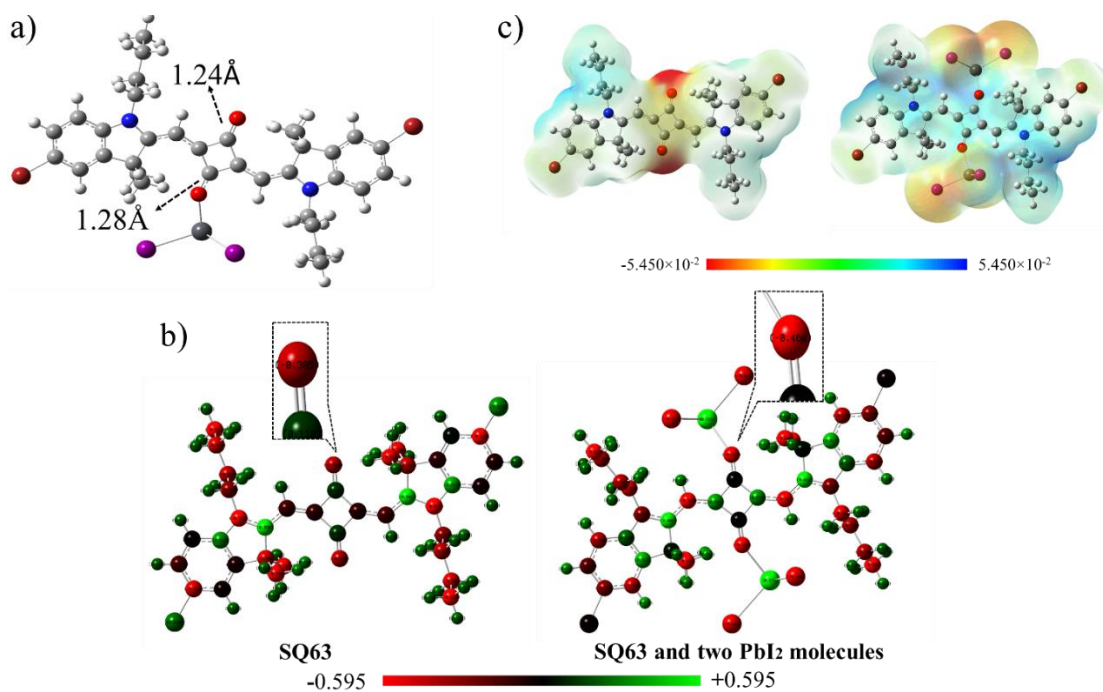 a)
1.24Å
1.28Å
c)
-5.450×10⁻² 5.450×10⁻²
b)
SQ63
SQ63 and two PbI₂ molecules
-0.595 +0.595